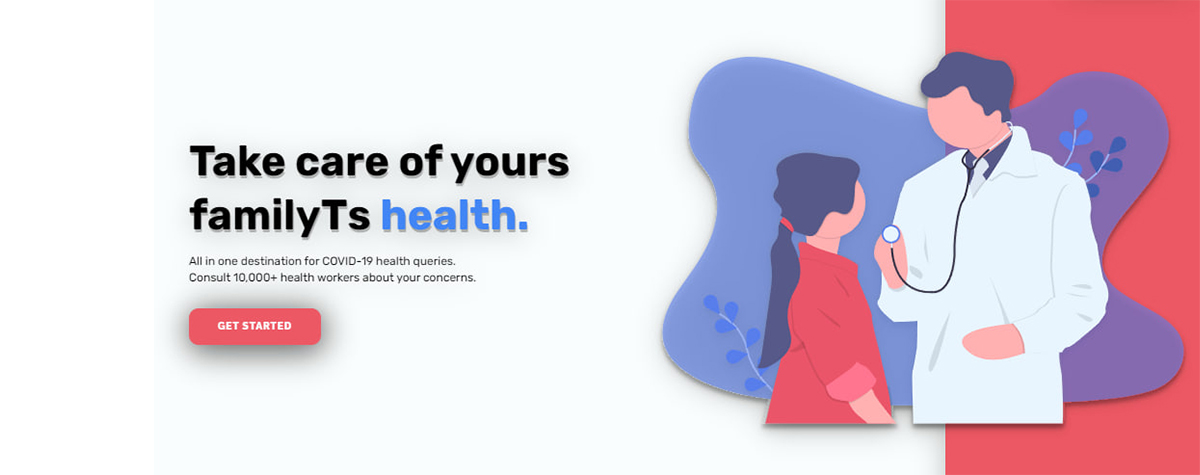 Take care of yours
familyTs health.
All in one destination for COVID-19 health queries.
Consult 10,000+ health workers about your concerns.
GET STARTED